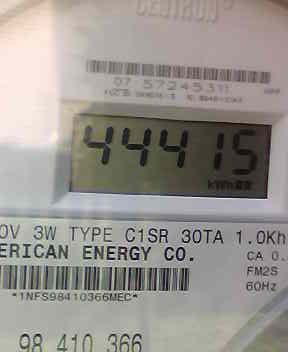 CENTRON®
07 57245311
44415
kWh
0V 3W TYPE C1SR 30TA 1.0Kh
ERICAN ENERGY CO.
CA 0.
FM2S
60Hz
*1NFS98410366MEC*
98 410 366